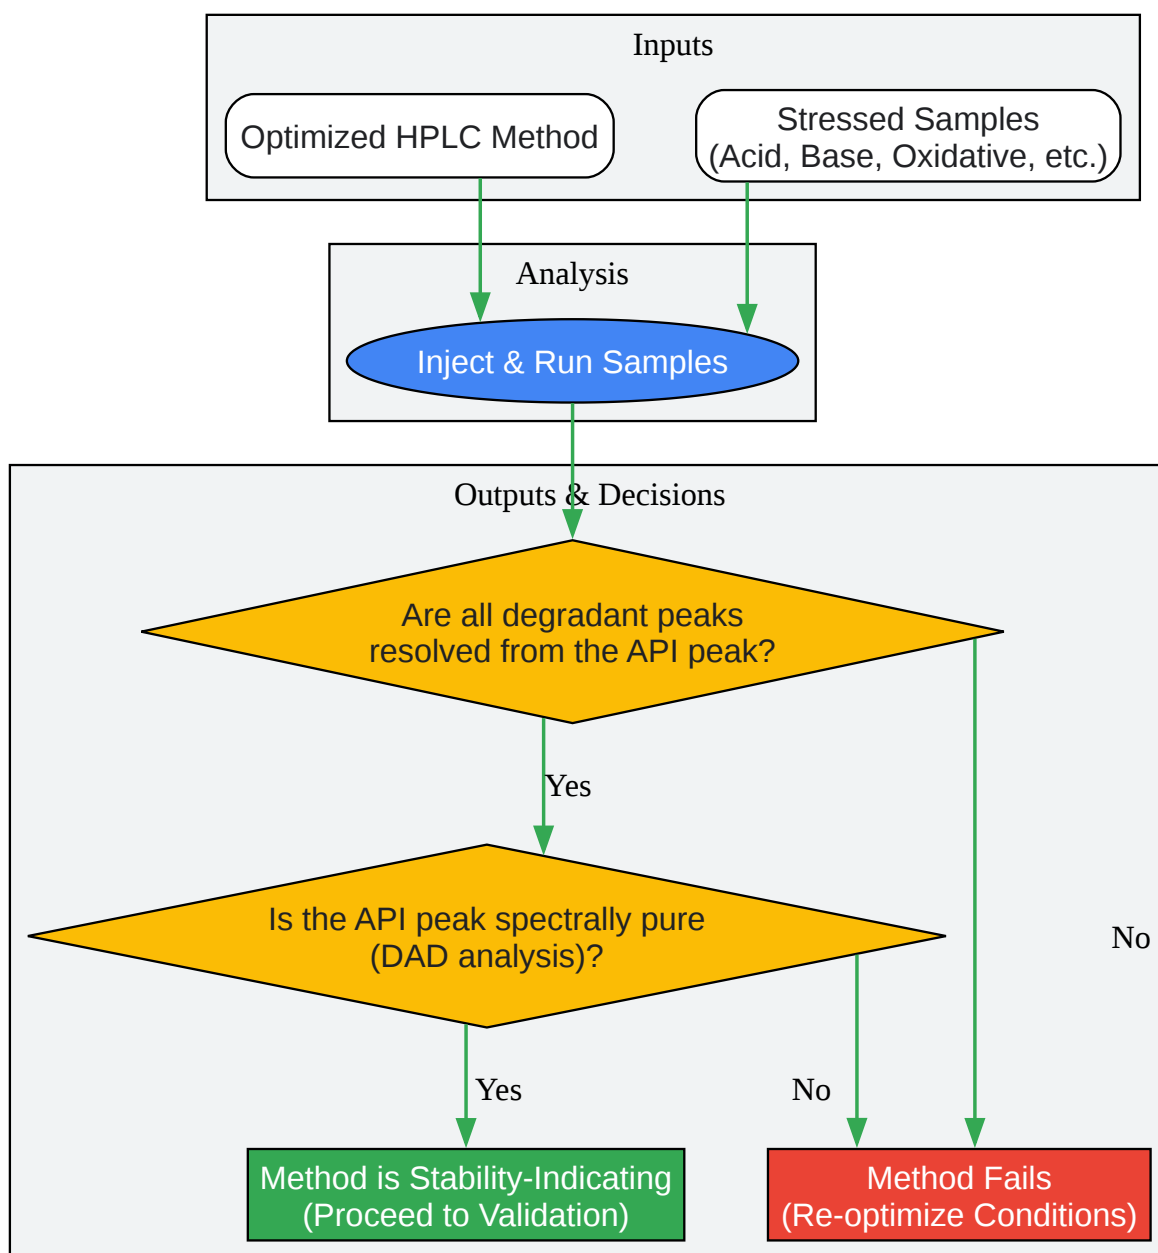 Inputs
Optimized HPLC Method
Stressed Samples
(Acid, Base, Oxidative, etc.)
Analysis
Inject & Run Samples
Outputs & Decisions
Are all degradant peaks
resolved from the API peak?
Yes
Is the API peak spectrally pure
(DAD analysis)?
No
Yes
No
Method is Stability-Indicating
(Proceed to Validation)
Method Fails
(Re-optimize Conditions)